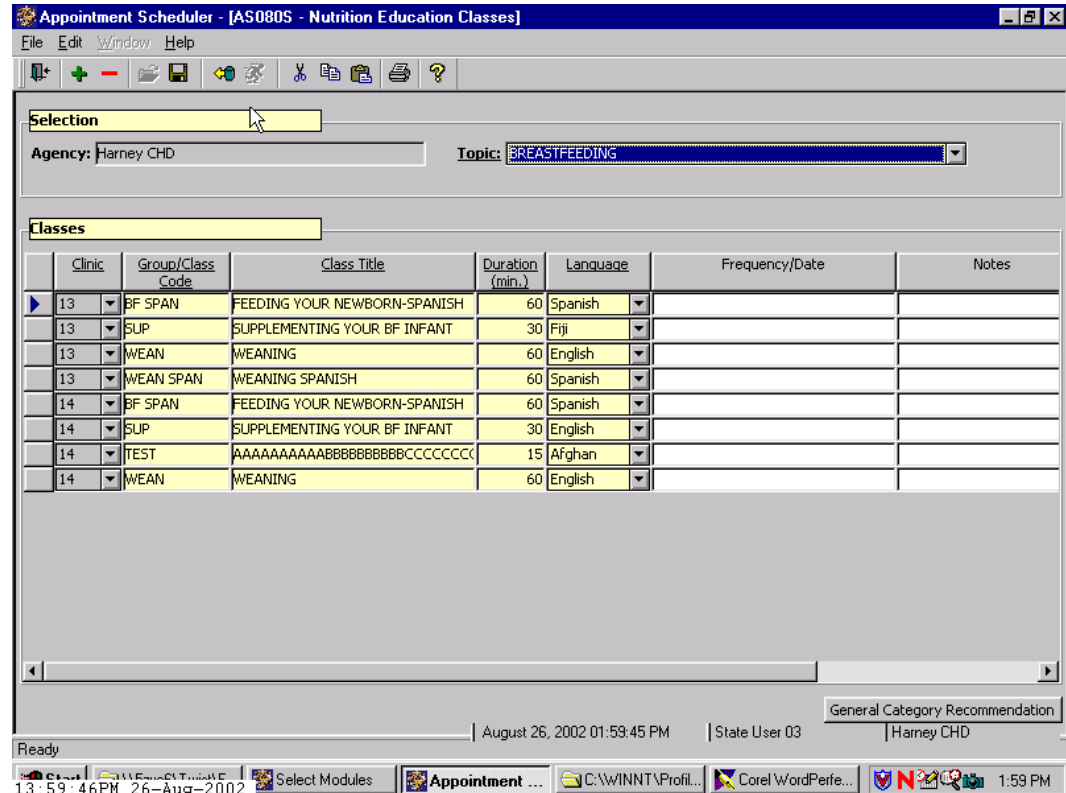 Appointment Scheduler - [AS080S - Nutrition Education Classes]
File Edit Window Help
Selection
Agency: Harney CHD Topic: BREASTFEEDING
Classes
Clinic Group/Class Code Class Title Duration (min.) Language Frequency/Date Notes
13 BF SPAN FEEDING YOUR NEWBORN-SPANISH 60 Spanish
13 SUP SUPPLEMENTING YOUR BF INFANT 30 Fiji
13 WEAN WEANING 60 English
13 WEAN SPAN WEANING SPANISH 60 Spanish
14 BF SPAN FEEDING YOUR NEWBORN-SPANISH 60 Spanish
14 SUP SUPPLEMENTING YOUR BF INFANT 30 English
14 TEST AAAAAAAAAABBBBBBBBBBCCCCCCCC 15 Afghan
14 WEAN WEANING 60 English
General Category Recommendation
August 26, 2002 01:59:45 PM State User 03 Harney CHD
Ready
Start Select Modules Appointment ... C:\WINNT\Profil... Corel WordPerfe... N 1:59 PM
13:59:46PM 26-Aug-2002